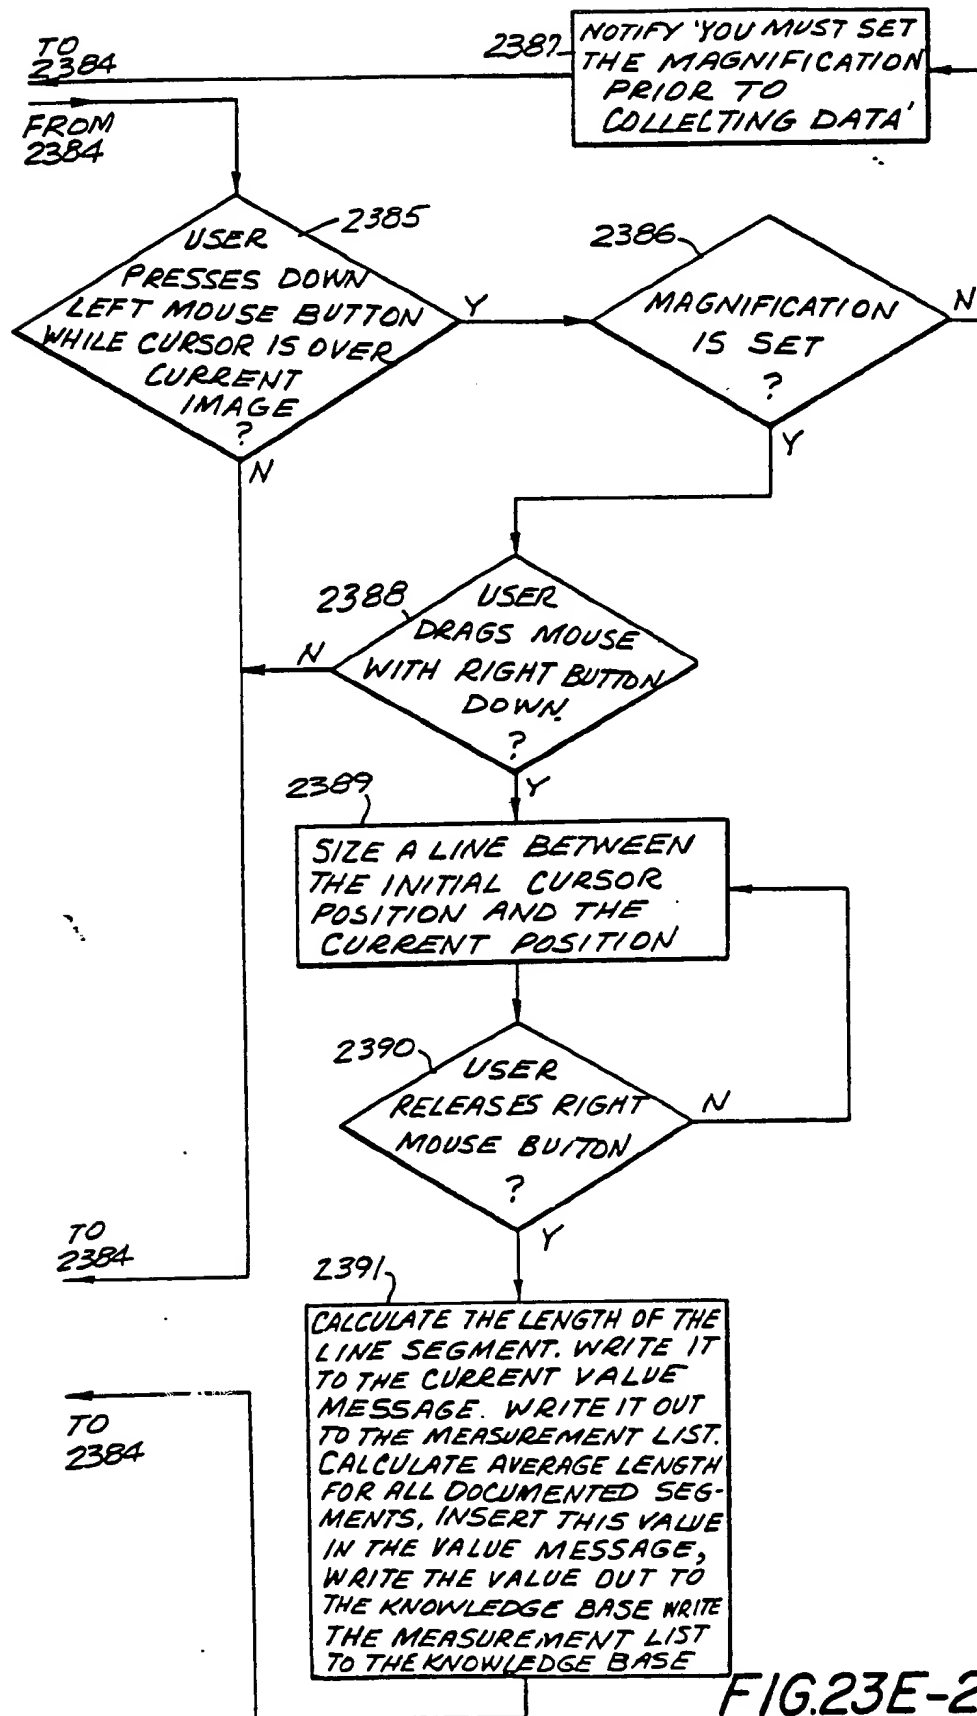 TO
2384
2387
NOTIFY 'YOU MUST SET
THE MAGNIFICATION
PRIOR TO
COLLECTING DATA'
FROM
2384
2385
USER
PRESSES DOWN
LEFT MOUSE BUTTON
WHILE CURSOR IS OVER
CURRENT
IMAGE
?
Y
N
2386
MAGNIFICATION
IS SET
?
N
Y
2388
USER
DRAGS MOUSE
WITH RIGHT BUTTON
DOWN.
?
N
Y
2389
SIZE A LINE BETWEEN
THE INITIAL CURSOR
POSITION AND THE
CURRENT POSITION
2390
USER
RELEASES RIGHT
MOUSE BUTTON
?
N
Y
TO
2384
2391
CALCULATE THE LENGTH OF THE
LINE SEGMENT. WRITE IT
TO THE CURRENT VALUE
MESSAGE. WRITE IT OUT
TO THE MEASUREMENT LIST.
CALCULATE AVERAGE LENGTH
FOR ALL DOCUMENTED SEG-
MENTS, INSERT THIS VALUE
IN THE VALUE MESSAGE,
WRITE THE VALUE OUT TO
THE KNOWLEDGE BASE WRITE
THE MEASUREMENT LIST
TO THE KNOWLEDGE BASE
TO
2384
FIG.23E-2